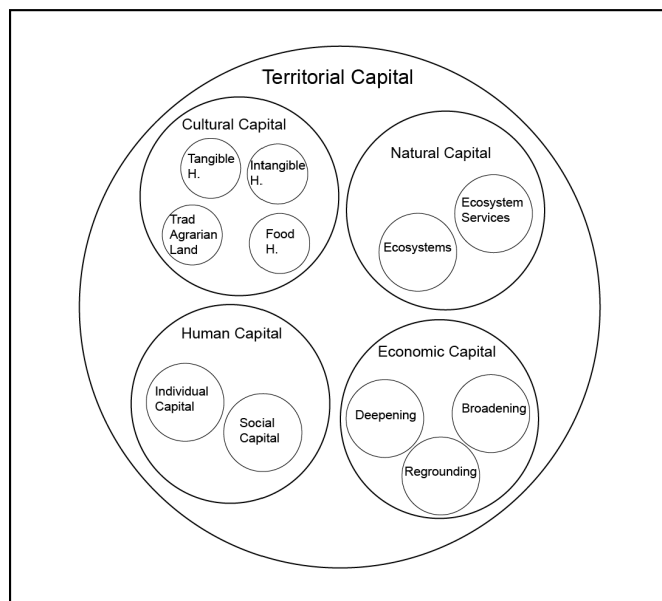 Territorial Capital
Cultural Capital
Tangible
H.
Intangible
H.
Trad
Agrarian
Land
Food
H.
Natural Capital
Ecosystem
Services
Ecosystems
Human Capital
Individual
Capital
Social
Capital
Economic Capital
Deepening
Broadening
Regrounding